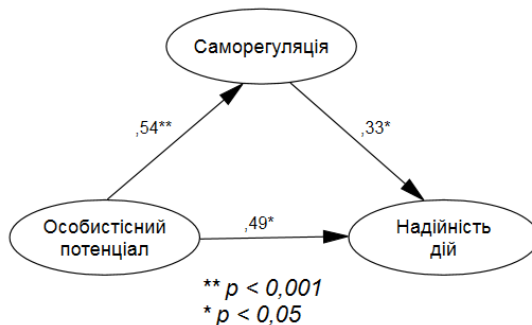 Саморегуляція
,54**
,33*
Особистісний
потенціал
,49*
Надійність
дій
** p < 0,001
* p < 0,05